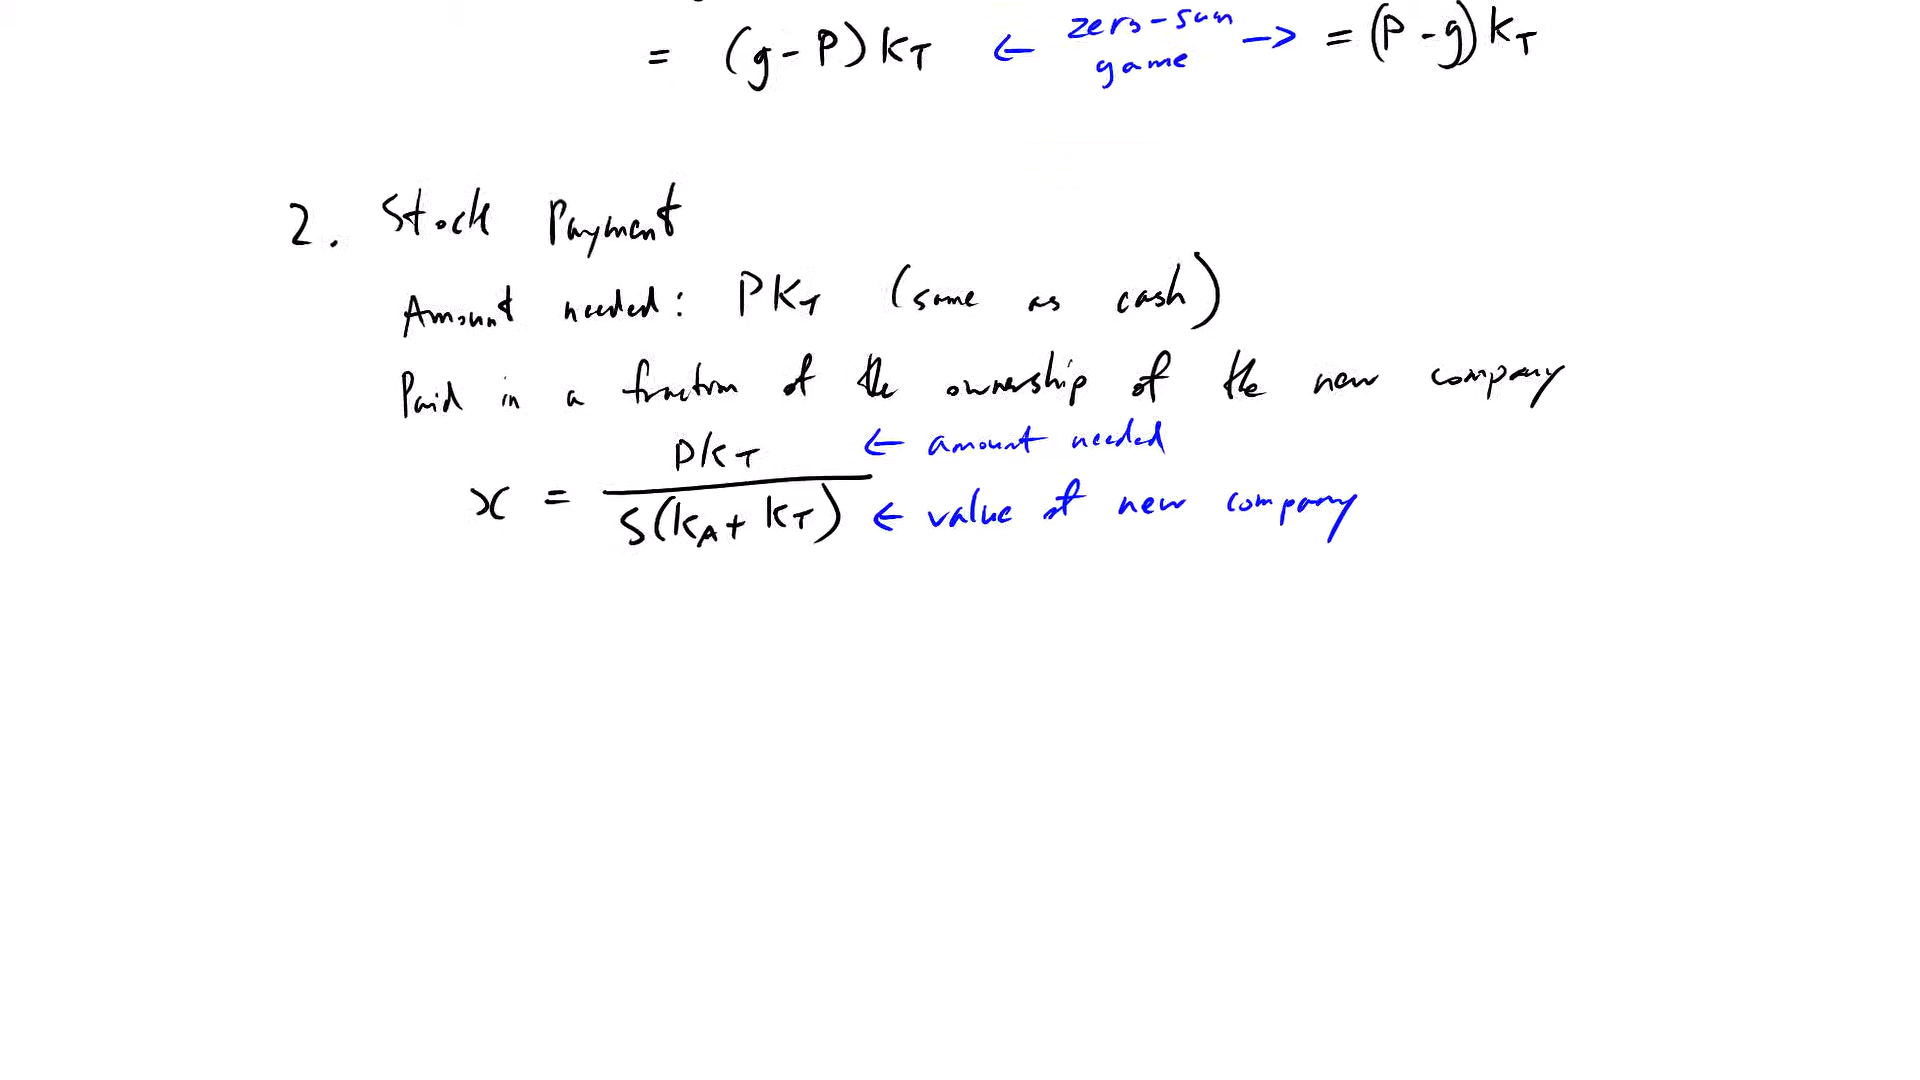 = (g - P) K_T ← zero-sum game → = (P - g) K_T
2. Stock Payment
Amount needed: P K_T (same as cash)
Paid in a fraction of the ownership of the new company
P K_T ← amount needed
x = ―――
S(K_A + K_T) ← value of new company